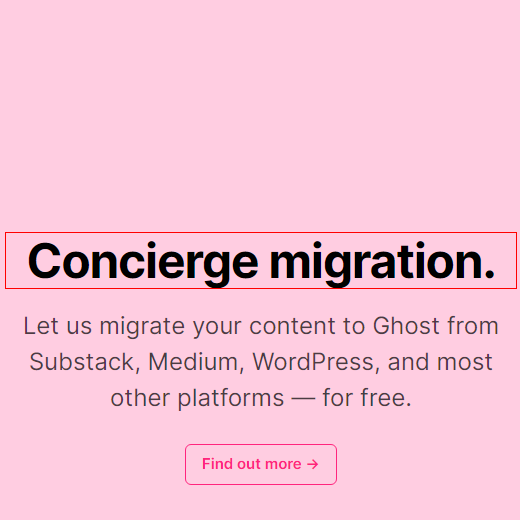 Concierge migration.
Let us migrate your content to Ghost from
Substack, Medium, WordPress, and most
other platforms — for free.
Find out more →